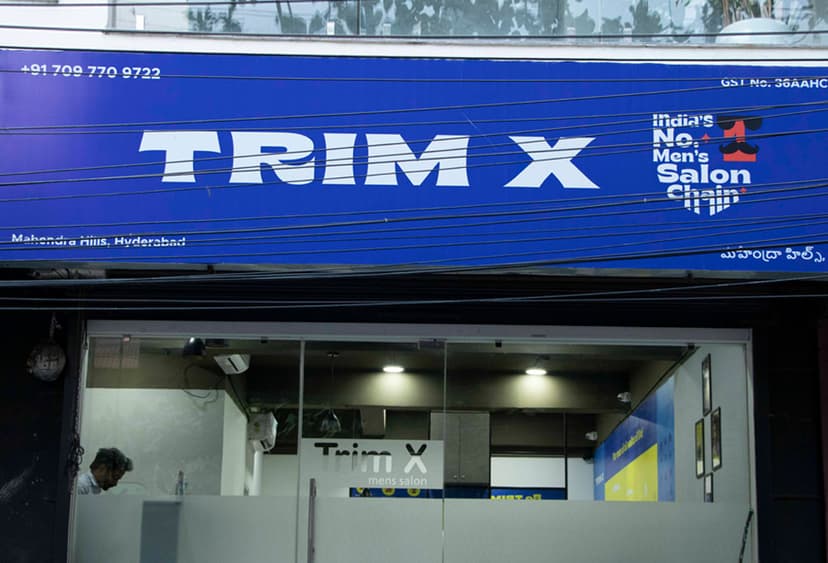 +91 709 770 9722
GST No. 36AAHC
TRIM X
India's
No. 1
Men's
Salon
Chain
Mahendra Hills, Hyderabad
మహేంద్రా హిల్స్,
Trim X
mens salon